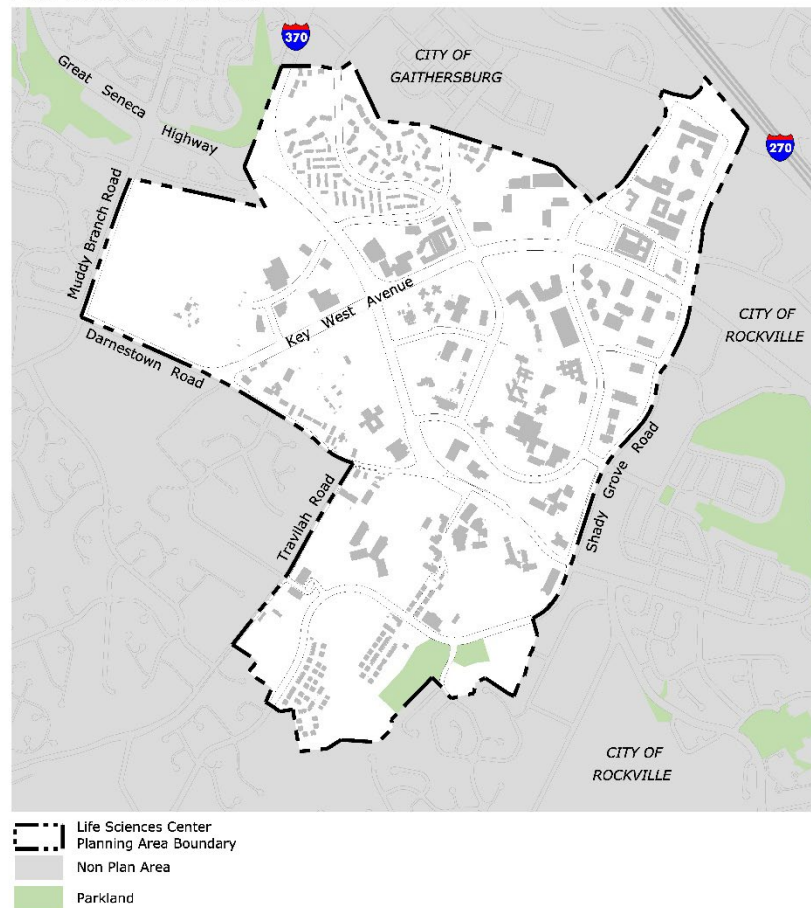 370
CITY OF
GAITHERSBURG
Great Seneca Highway
270
Muddy Branch Road
CITY OF
ROCKVILLE
Key West Avenue
Darnestown Road
Shady Grove Road
Travilah Road
CITY OF
ROCKVILLE
Life Sciences Center
Planning Area Boundary
Non Plan Area
Parkland